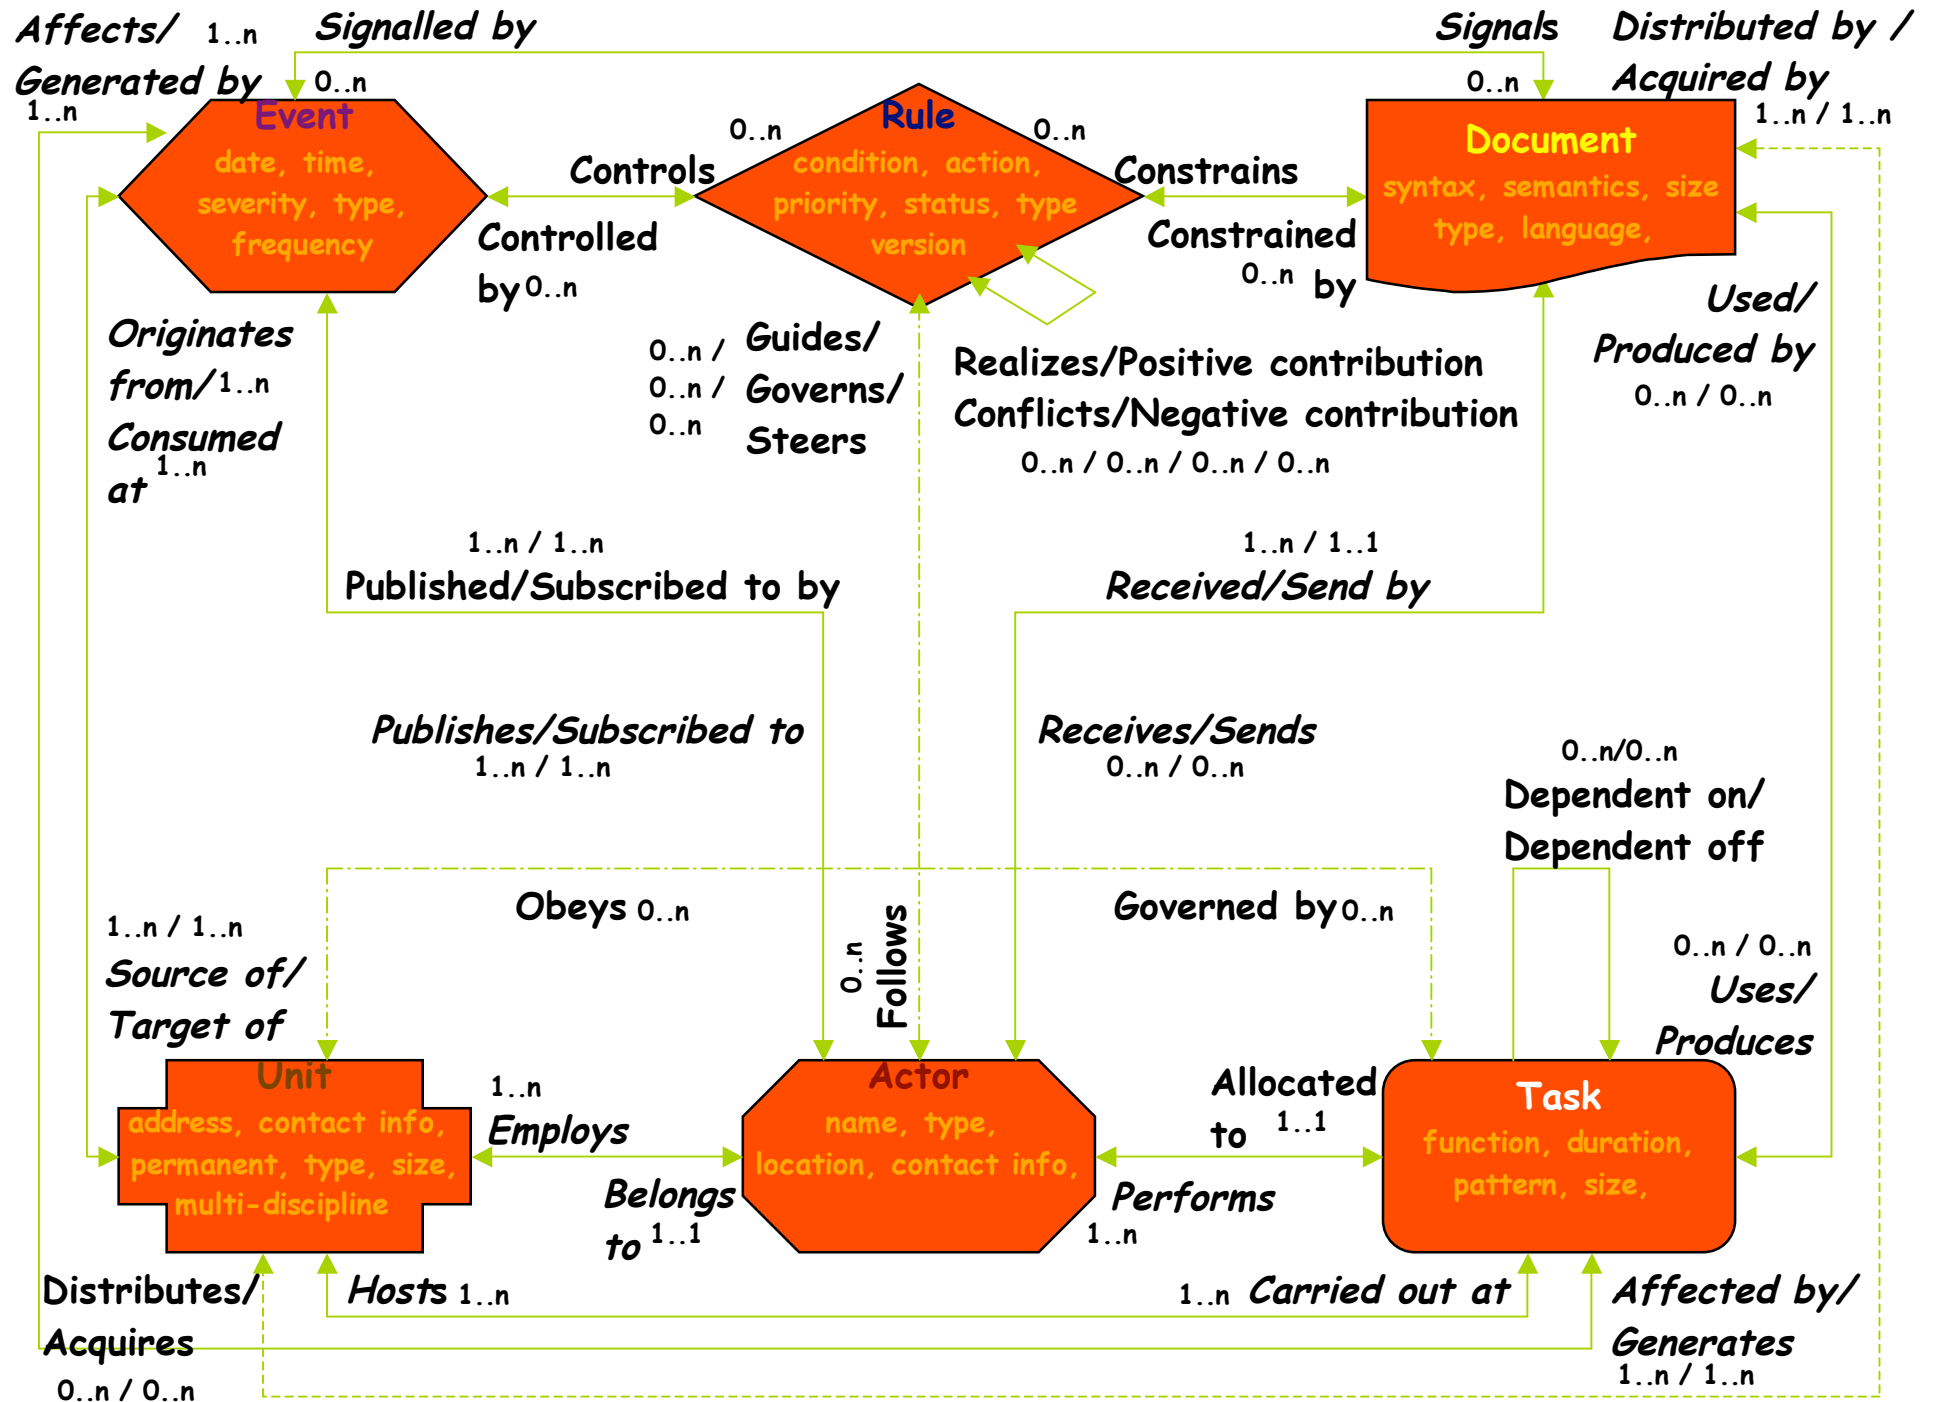 Affects/ 1..n
Generated by
1..n
Signalled by
0..n
Signals
0..n
Distributed by /
Acquired by
1..n / 1..n
Event
date, time,
severity, type,
frequency
Controls
0..n
Controlled
by 0..n
Rule
condition, action,
priority, status, type
version
0..n
Constrains
Constrained
0..n by
Document
syntax, semantics, size
type, language,
Originates
from/ 1..n
Consumed
1..n
at
0..n / Guides/
0..n / Governs/
0..n Steers
Realizes/Positive contribution
Conflicts/Negative contribution
0..n / 0..n / 0..n / 0..n
Used/
Produced by
0..n / 0..n
1..n / 1..n
Published/Subscribed to by
1..n / 1..1
Received/Send by
Publishes/Subscribed to
1..n / 1..n
Receives/Sends
0..n / 0..n
0..n/0..n
Dependent on/
Dependent off
Obeys 0..n
0..n
Follows
Governed by 0..n
1..n / 1..n
Source of/
Target of
0..n / 0..n
Uses/
Produces
Unit
address, contact info,
permanent, type, size,
multi-discipline
1..n
Employs
Belongs
to 1..1
Actor
name, type,
location, contact info,
Allocated
to 1..1
Performs
1..n
Task
function, duration,
pattern, size,
Distributes/
Acquires
0..n / 0..n
Hosts 1..n
1..n Carried out at
Affected by/
Generates
1..n / 1..n